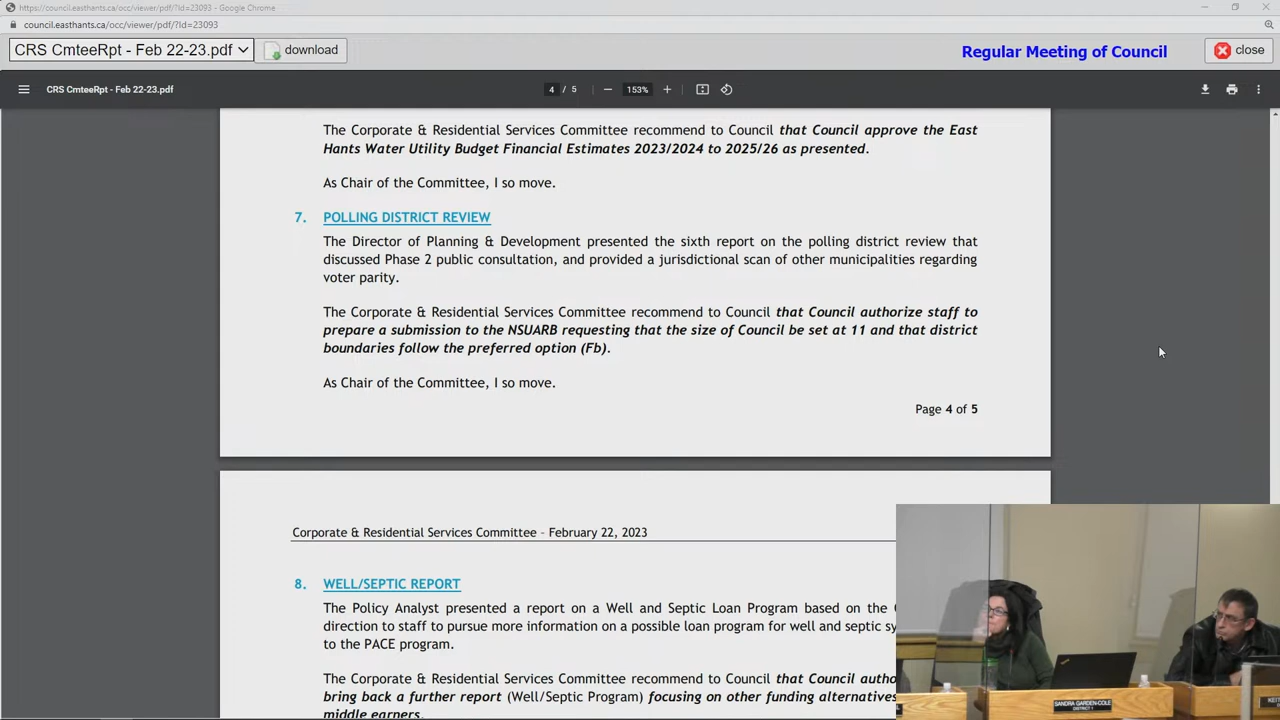 https://council.easthants.ca/occ/viewer/pdf/?Id=23093 - Google Chrome
council.easthants.ca/occ/viewer/pdf/?Id=23093
CRS CmteeRpt - Feb 22-23.pdf download Regular Meeting of Council close
CRS CmteeRpt - Feb 22-23.pdf 4 / 5 — 153% +
The Corporate & Residential Services Committee recommend to Council that Council approve the East
Hants Water Utility Budget Financial Estimates 2023/2024 to 2025/26 as presented.
As Chair of the Committee, I so move.
7. POLLING DISTRICT REVIEW
The Director of Planning & Development presented the sixth report on the polling district review that
discussed Phase 2 public consultation, and provided a jurisdictional scan of other municipalities regarding
voter parity.
The Corporate & Residential Services Committee recommend to Council that Council authorize staff to
prepare a submission to the NSUARB requesting that the size of Council be set at 11 and that district
boundaries follow the preferred option (Fb).
As Chair of the Committee, I so move.
Page 4 of 5
Corporate & Residential Services Committee - February 22, 2023
8. WELL/SEPTIC REPORT
The Policy Analyst presented a report on a Well and Septic Loan Program based on the
direction to staff to pursue more information on a possible loan program for well and septic sy
to the PACE program.
The Corporate & Residential Services Committee recommend to Council that Council autho
bring back a further report (Well/Septic Program) focusing on other funding alternatives
middle earners.
SANDRA GARDEN-COLE
DISTRICT